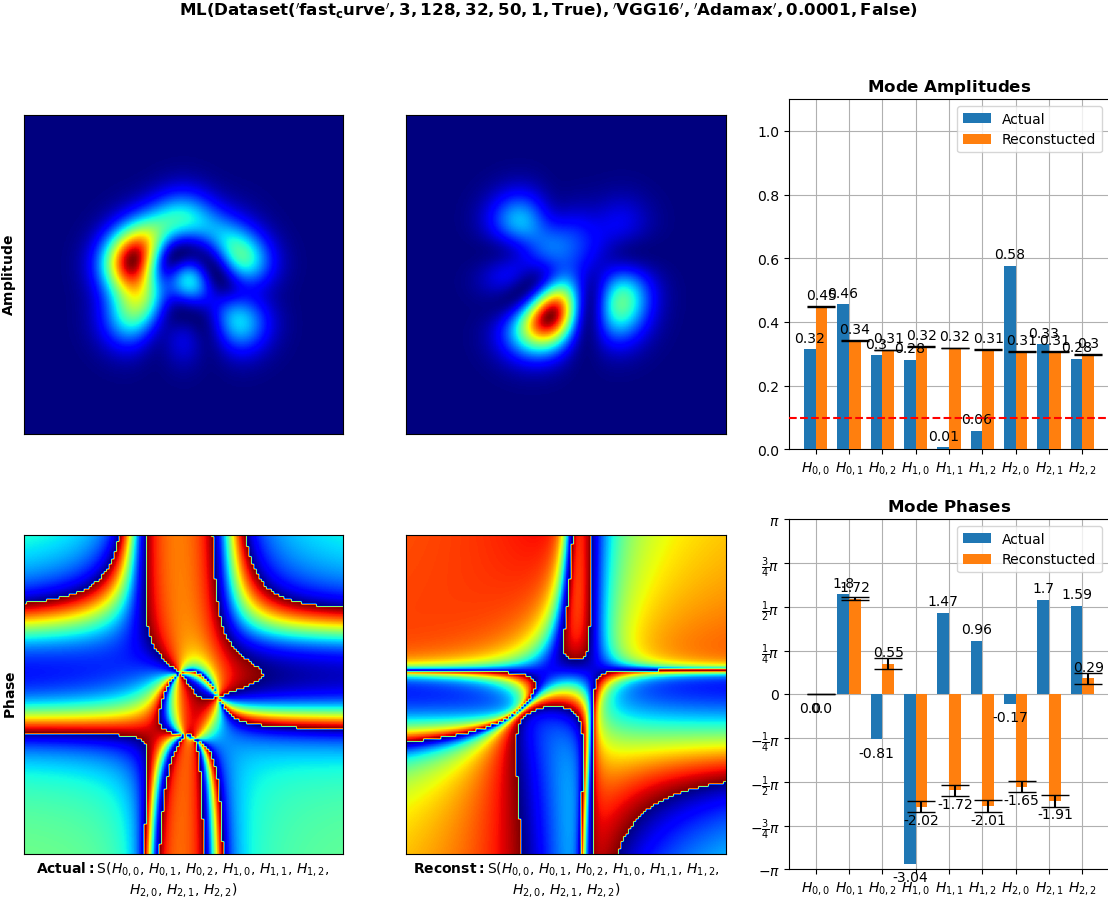 ML(Dataset('fast_curve', 3, 128, 32, 50, 1, True), 'VGG16', 'Adamax', 0.0001, False)
Amplitude
Mode Amplitudes
Actual
Reconstucted
1.0
0.8
0.6
0.4
0.2
0.0
0.32 0.46 0.3 0.28 0.01 0.06 0.58 0.33 0.28
0.45 0.34 0.31 0.32 0.32 0.31 0.31 0.31 0.3
H0,0 H0,1 H0,2 H1,0 H1,1 H1,2 H2,0 H2,1 H2,2
Phase
Actual: S(H0,0, H0,1, H0,2, H1,0, H1,1, H1,2,
H2,0, H2,1, H2,2)
Reconst: S(H0,0, H0,1, H0,2, H1,0, H1,1, H1,2,
H2,0, H2,1, H2,2)
Mode Phases
Actual
Reconstucted
π
3/4π
1/2π
1/4π
0
−1/4π
−1/2π
−3/4π
−π
0.0 1.8 -0.81 -3.04 1.47 0.96 -0.17 1.7 1.59
0.0 1.72 0.55 -2.02 -1.72 -2.01 -1.65 -1.91 0.29
H0,0 H0,1 H0,2 H1,0 H1,1 H1,2 H2,0 H2,1 H2,2